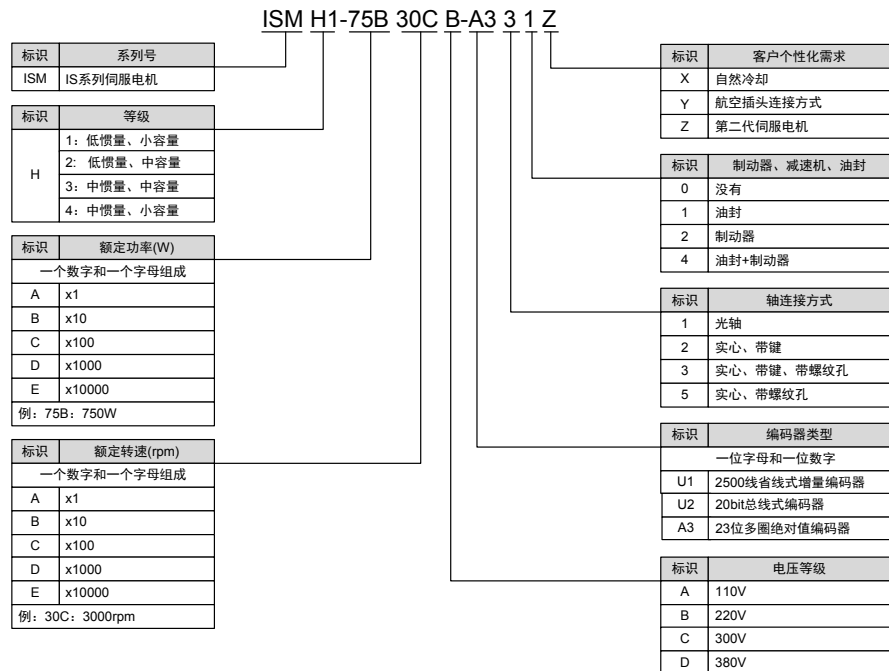 ISM H1-75B 30C B-A3 3 1 Z
标识 系列号
ISM IS系列伺服电机
标识 等级
H
1：低惯量、小容量
2: 低惯量、中容量
3：中惯量、中容量
4：中惯量、小容量
标识 额定功率(W)
一个数字和一个字母组成
A x1
B x10
C x100
D x1000
E x10000
例：75B：750W
标识 额定转速(rpm)
一个数字和一个字母组成
A x1
B x10
C x100
D x1000
E x10000
例：30C：3000rpm
标识 客户个性化需求
X 自然冷却
Y 航空插头连接方式
Z 第二代伺服电机
标识 制动器、减速机、油封
0 没有
1 油封
2 制动器
4 油封+制动器
标识 轴连接方式
1 光轴
2 实心、带键
3 实心、带键、带螺纹孔
5 实心、带螺纹孔
标识 编码器类型
一位字母和一位数字
U1 2500线省线式增量编码器
U2 20bit总线式编码器
A3 23位多圈绝对值编码器
标识 电压等级
A 110V
B 220V
C 300V
D 380V